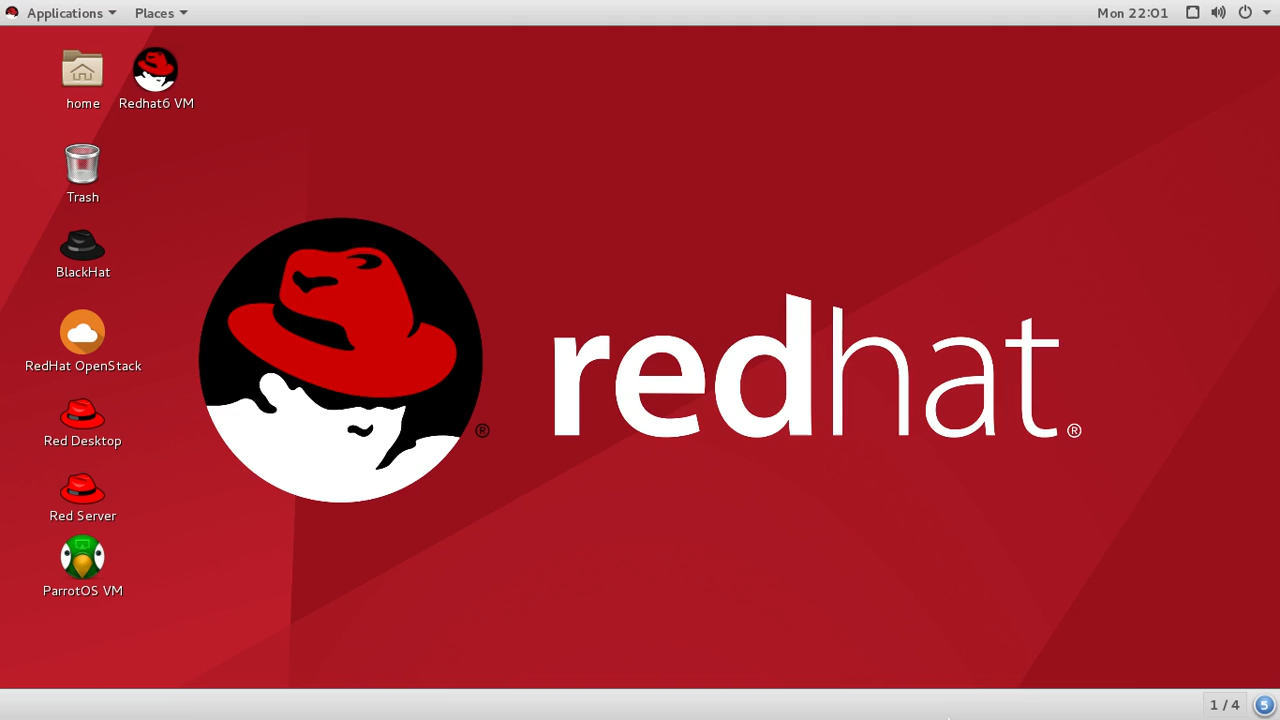 Applications Places Mon 22:01
home Redhat6 VM
Trash
BlackHat
RedHat OpenStack
Red Desktop
Red Server
ParrotOS VM
®
redhat®
1 / 4 5